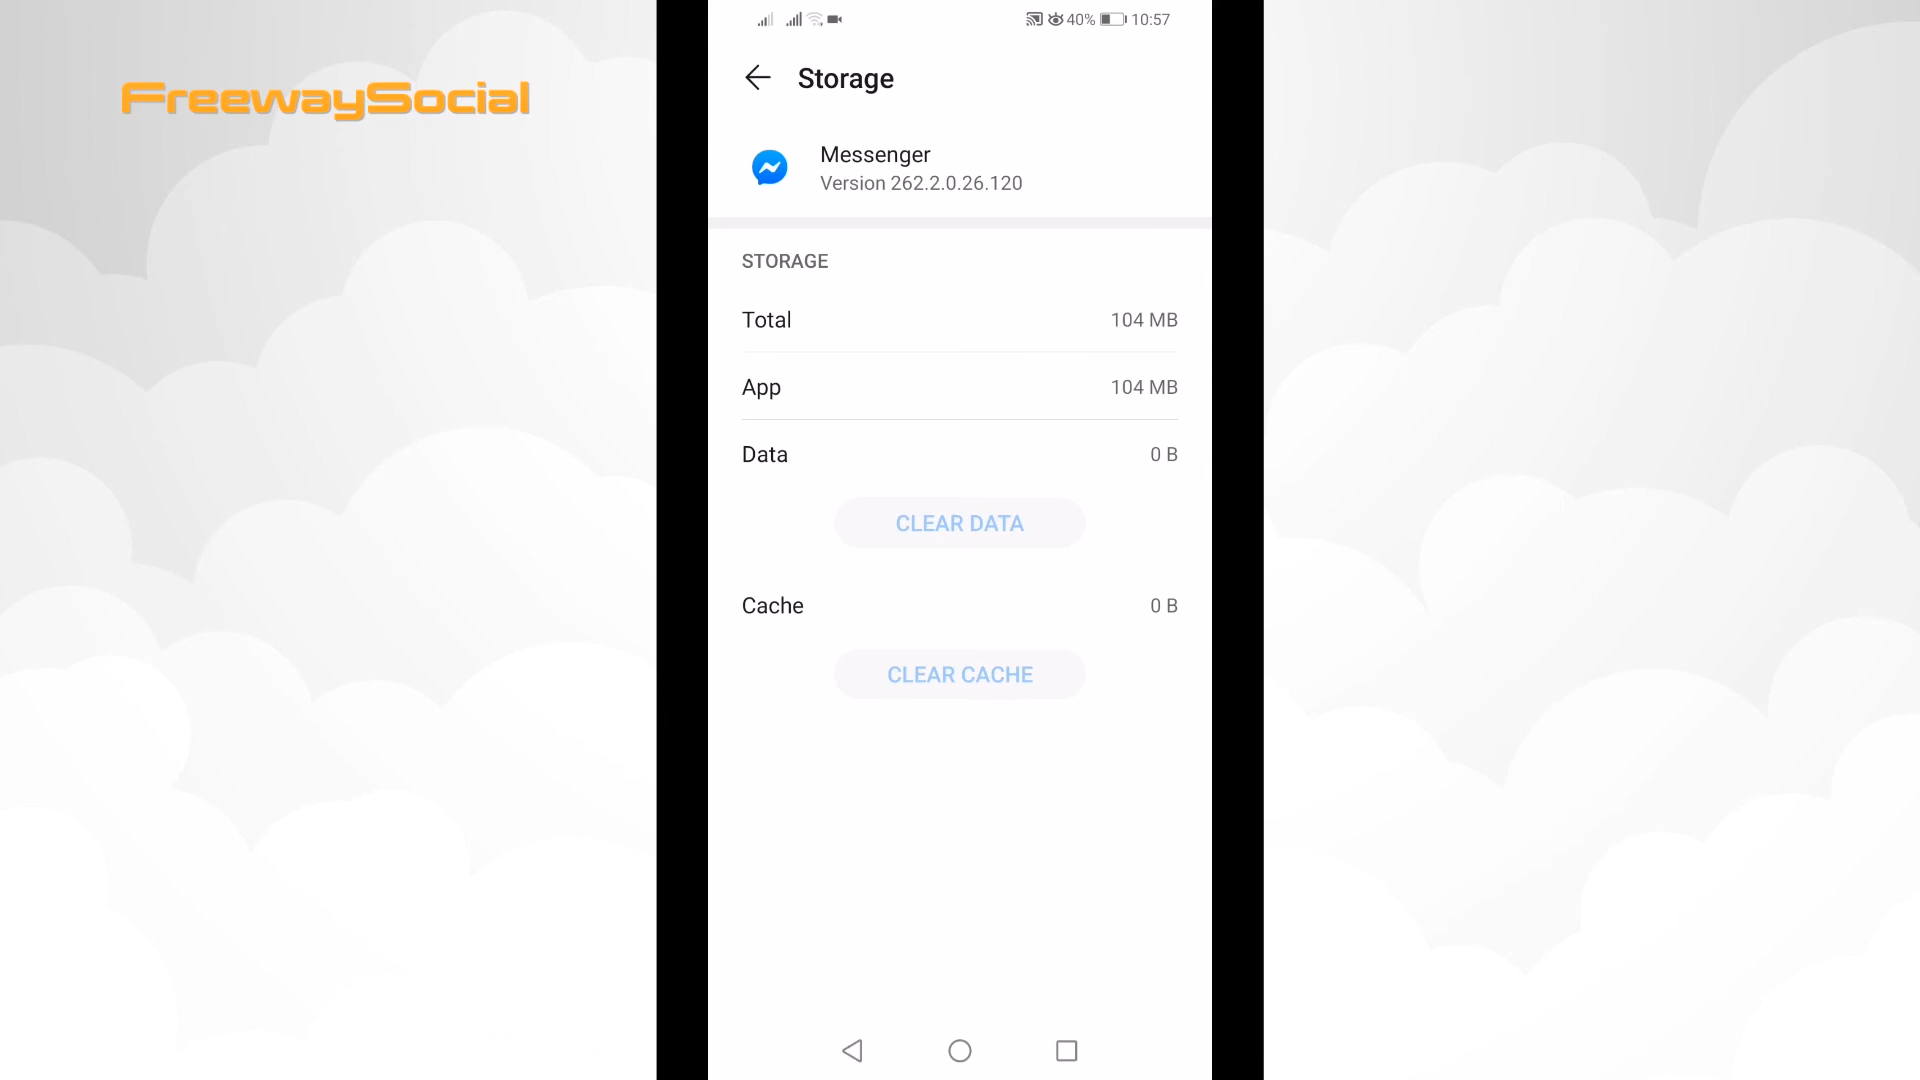 FreewaySocial
40% 10:57
Storage
Messenger
Version 262.2.0.26.120
STORAGE
Total 104 MB
App 104 MB
Data 0 B
CLEAR DATA
Cache 0 B
CLEAR CACHE